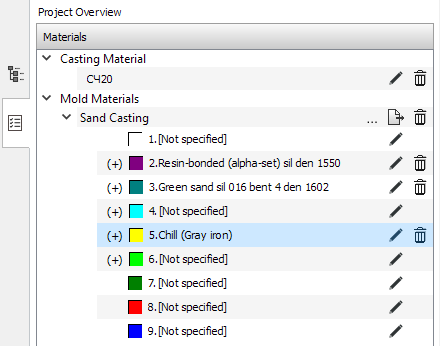 Project Overview
Materials
Casting Material
СЧ20
Mold Materials
Sand Casting ...
1.[Not specified]
(+) 2.Resin-bonded (alpha-set) sil den 1550
(+) 3.Green sand sil 016 bent 4 den 1602
(+) 4.[Not specified]
(+) 5.Chill (Gray iron)
(+) 6.[Not specified]
7.[Not specified]
8.[Not specified]
9.[Not specified]